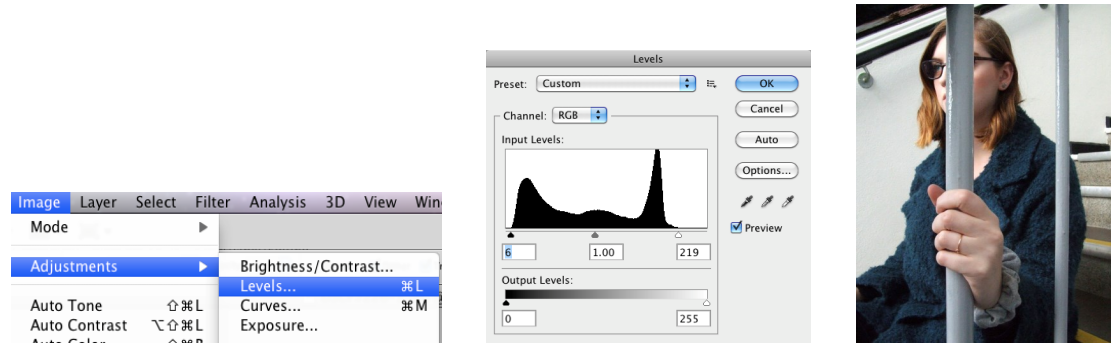 Image Layer Select Filter Analysis 3D View Win
Mode
Adjustments
Brightness/Contrast...
Levels... ⌘L
Curves... ⌘M
Exposure...
Auto Tone ⇧⌘L
Auto Contrast ⌥⇧⌘L
Auto Color ⇧⌘B
Levels
Preset: Custom
OK
Cancel
Auto
Options...
Preview
Channel: RGB
Input Levels:
6 1.00 219
Output Levels:
0 255